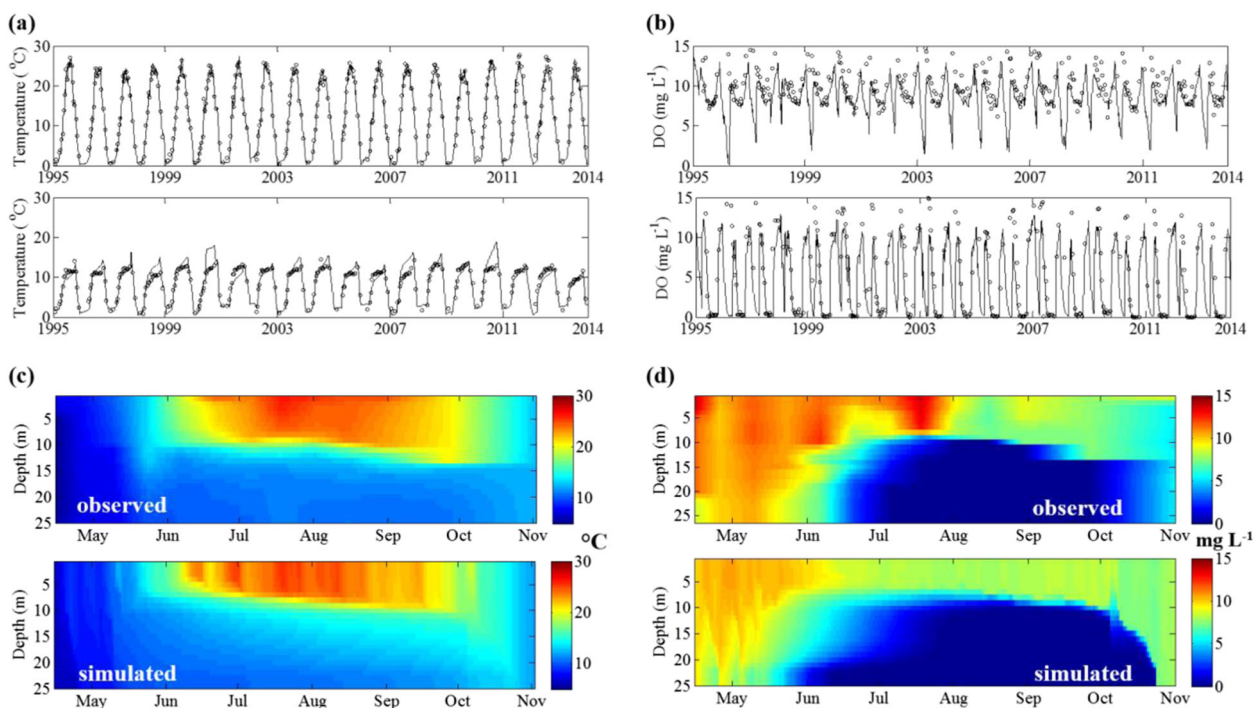 (a)
Temperature (°C)
30
20
10
0
1995 1999 2003 2007 2011 2014
Temperature (°C)
30
20
10
0
1995 1999 2003 2007 2011 2014
(b)
DO (mg L-1)
15
10
5
0
1995 1999 2003 2007 2011 2014
DO (mg L-1)
15
10
5
0
1995 1999 2003 2007 2011 2014
(c)
Depth (m)
5
10
15
20
25
observed
May Jun Jul Aug Sep Oct Nov
30
20
10
°C
Depth (m)
5
10
15
20
25
simulated
May Jun Jul Aug Sep Oct Nov
30
20
10
(d)
Depth (m)
5
10
15
20
25
observed
May Jun Jul Aug Sep Oct Nov
15
10
5
0
mg L-1
Depth (m)
5
10
15
20
25
simulated
May Jun Jul Aug Sep Oct Nov
15
10
5
0